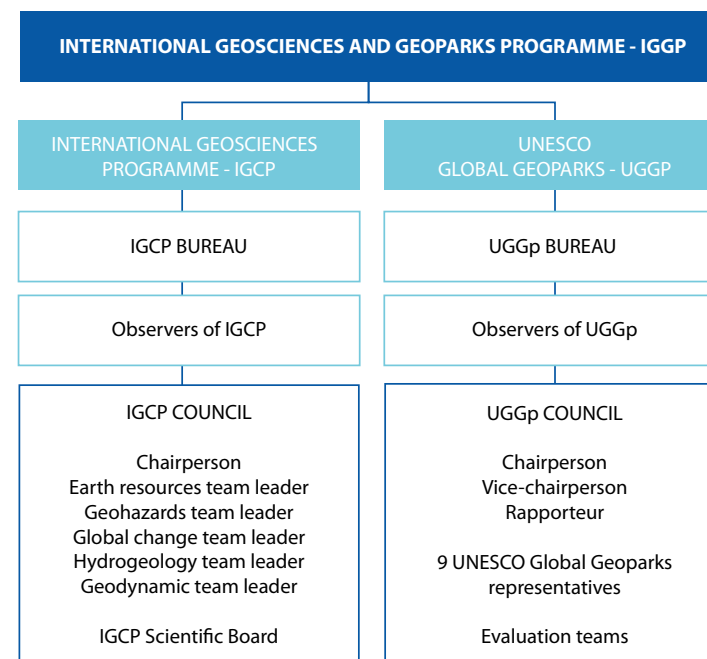 INTERNATIONAL GEOSCIENCES AND GEOPARKS PROGRAMME - IGGP
INTERNATIONAL GEOSCIENCES
PROGRAMME - IGCP
UNESCO
GLOBAL GEOPARKS - UGGP
IGCP BUREAU
UGGp BUREAU
Observers of IGCP
Observers of UGGp
IGCP COUNCIL
Chairperson
Earth resources team leader
Geohazards team leader
Global change team leader
Hydrogeology team leader
Geodynamic team leader
IGCP Scientific Board
UGGp COUNCIL
Chairperson
Vice-chairperson
Rapporteur
9 UNESCO Global Geoparks
representatives
Evaluation teams